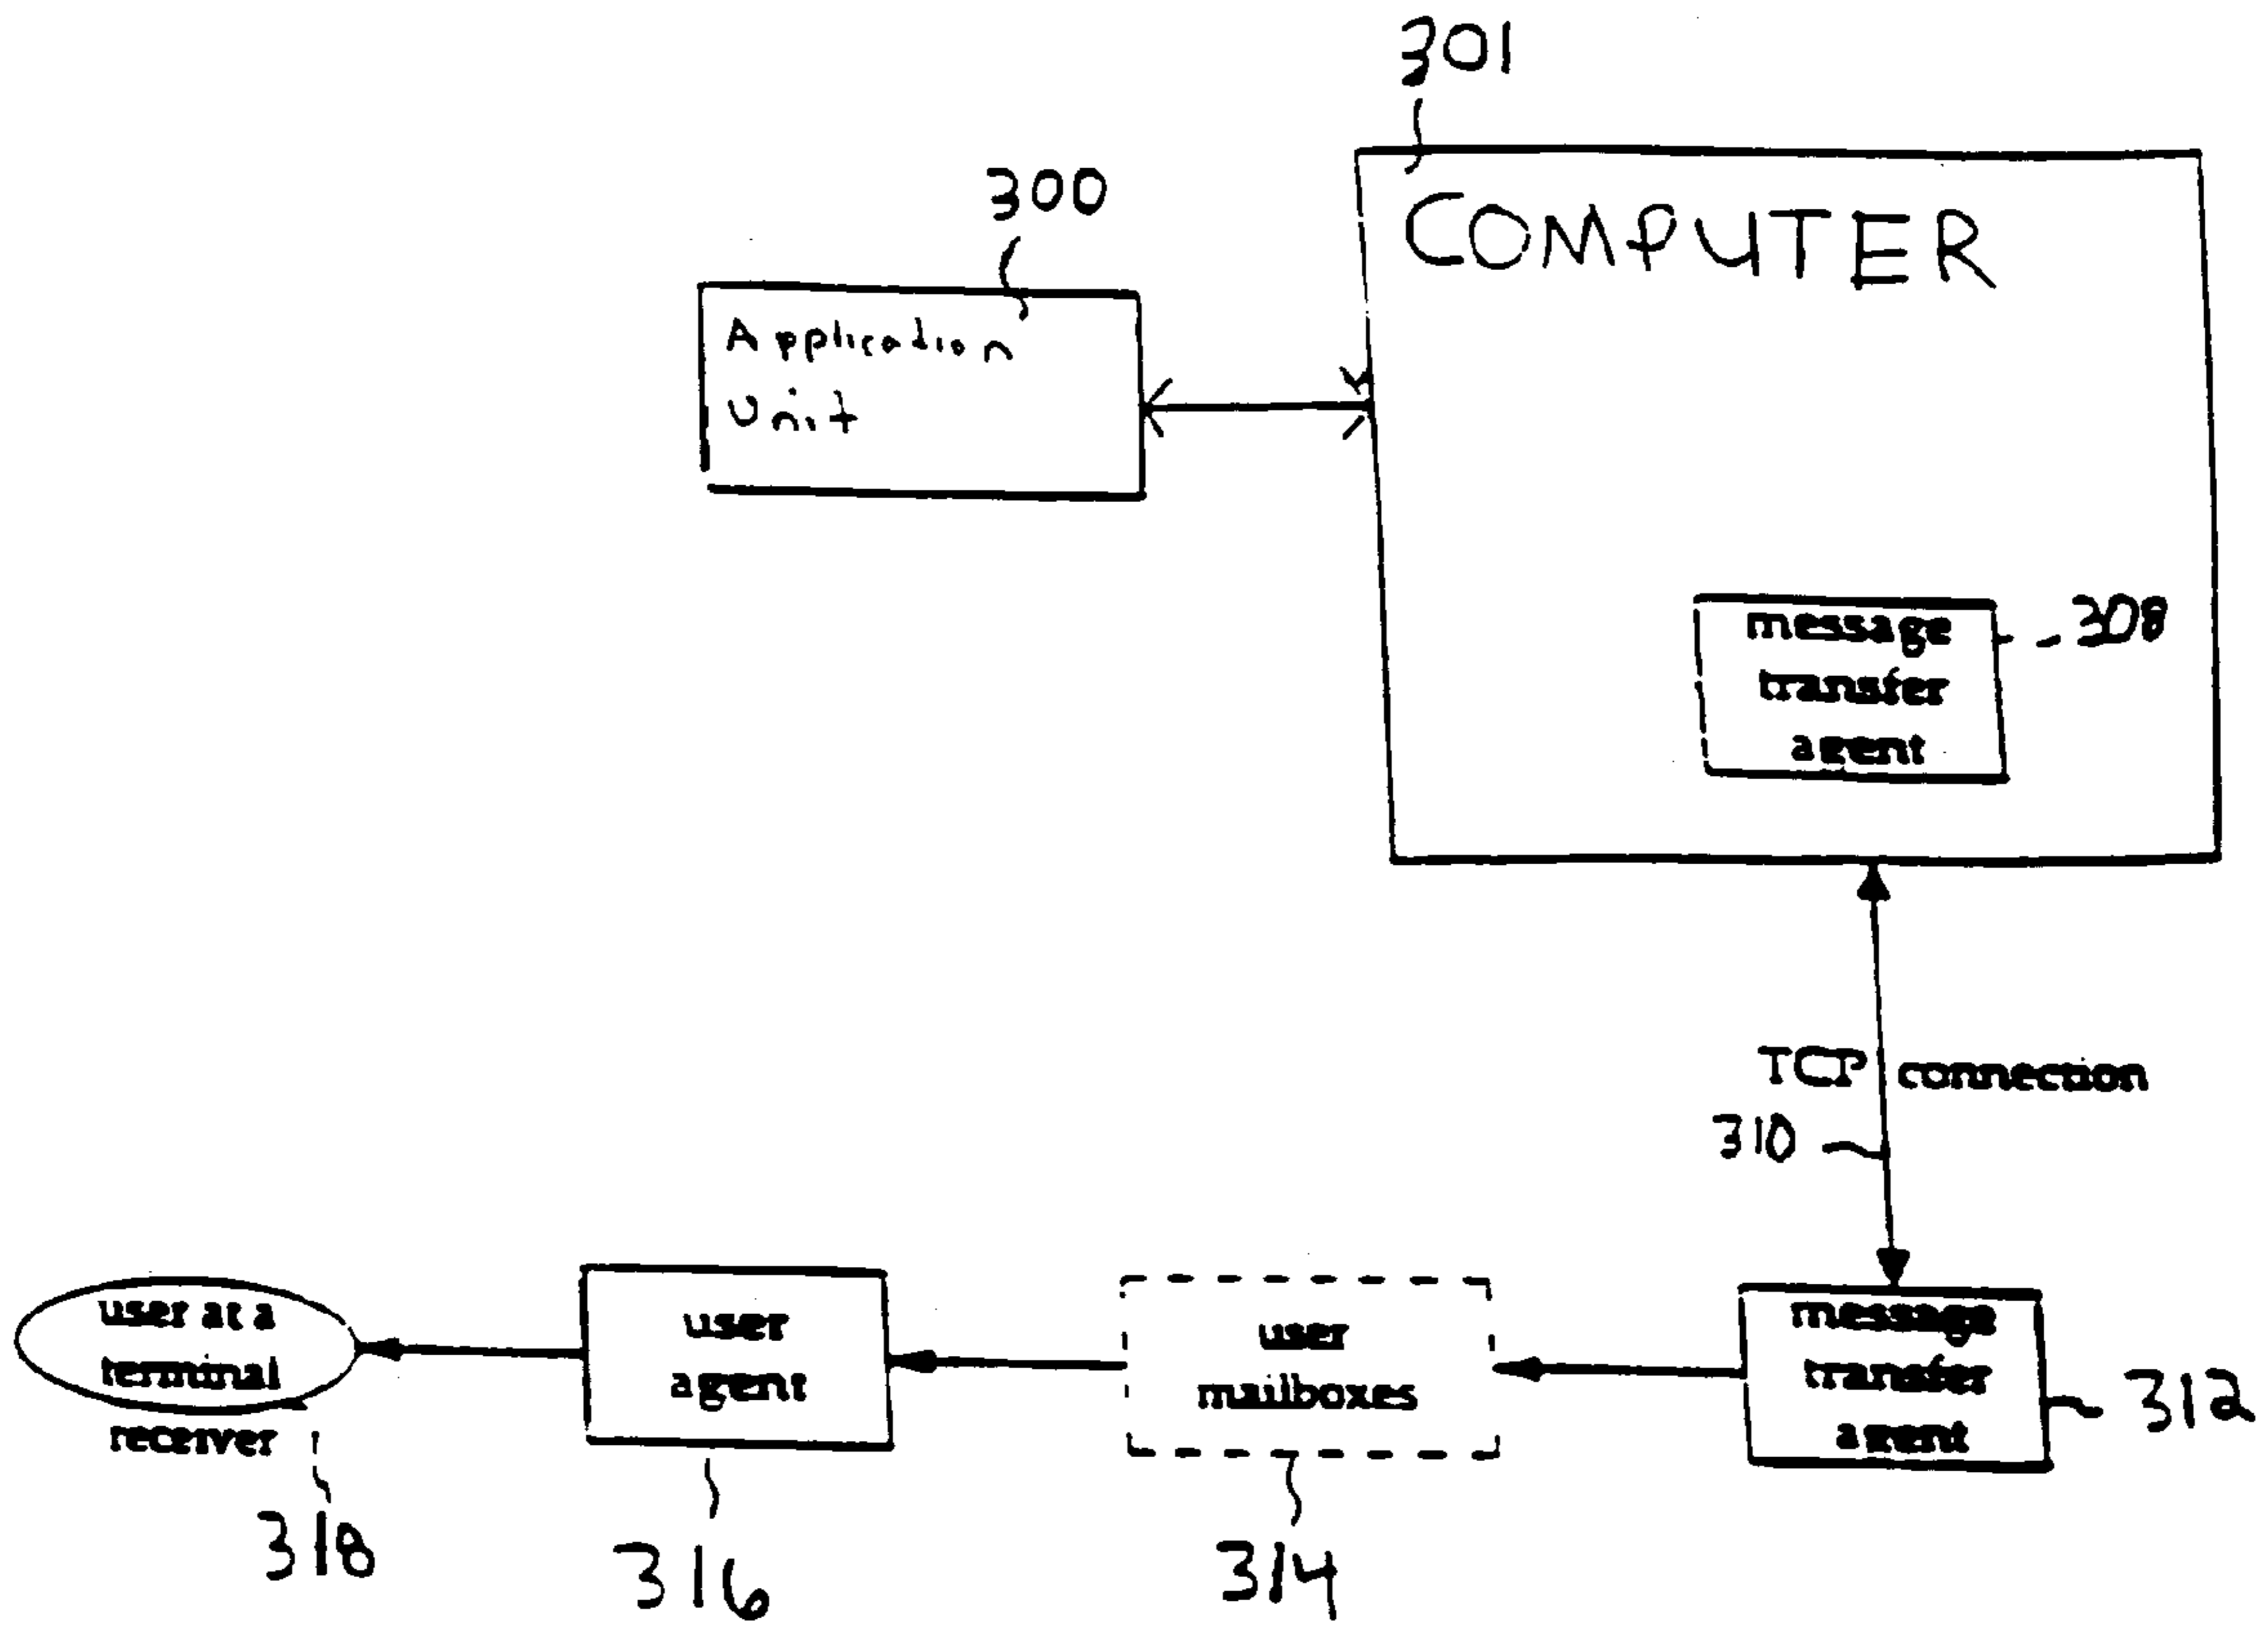 301
300
COMPUTER
Application
Unit
message
transfer
agent
308
TCP connection
310
user at a
terminal
receiver
318
user
agent
316
user
mailboxes
314
message
transfer
agent
312